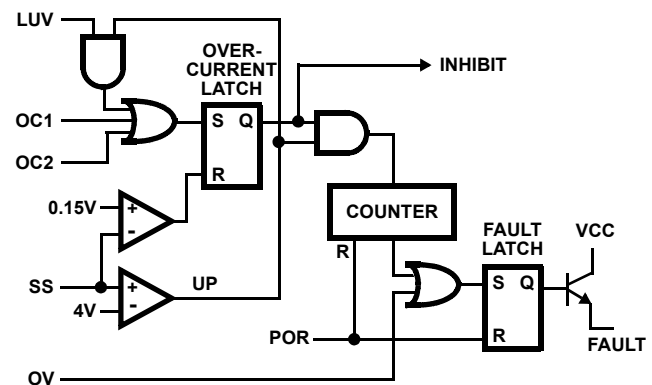 LUV
OVER-
CURRENT
LATCH
INHIBIT
OC1
S Q
OC2
R
0.15V
+
-
COUNTER
FAULT
LATCH
VCC
R
SS
+
UP
4V
-
S Q
POR
R
FAULT
OV